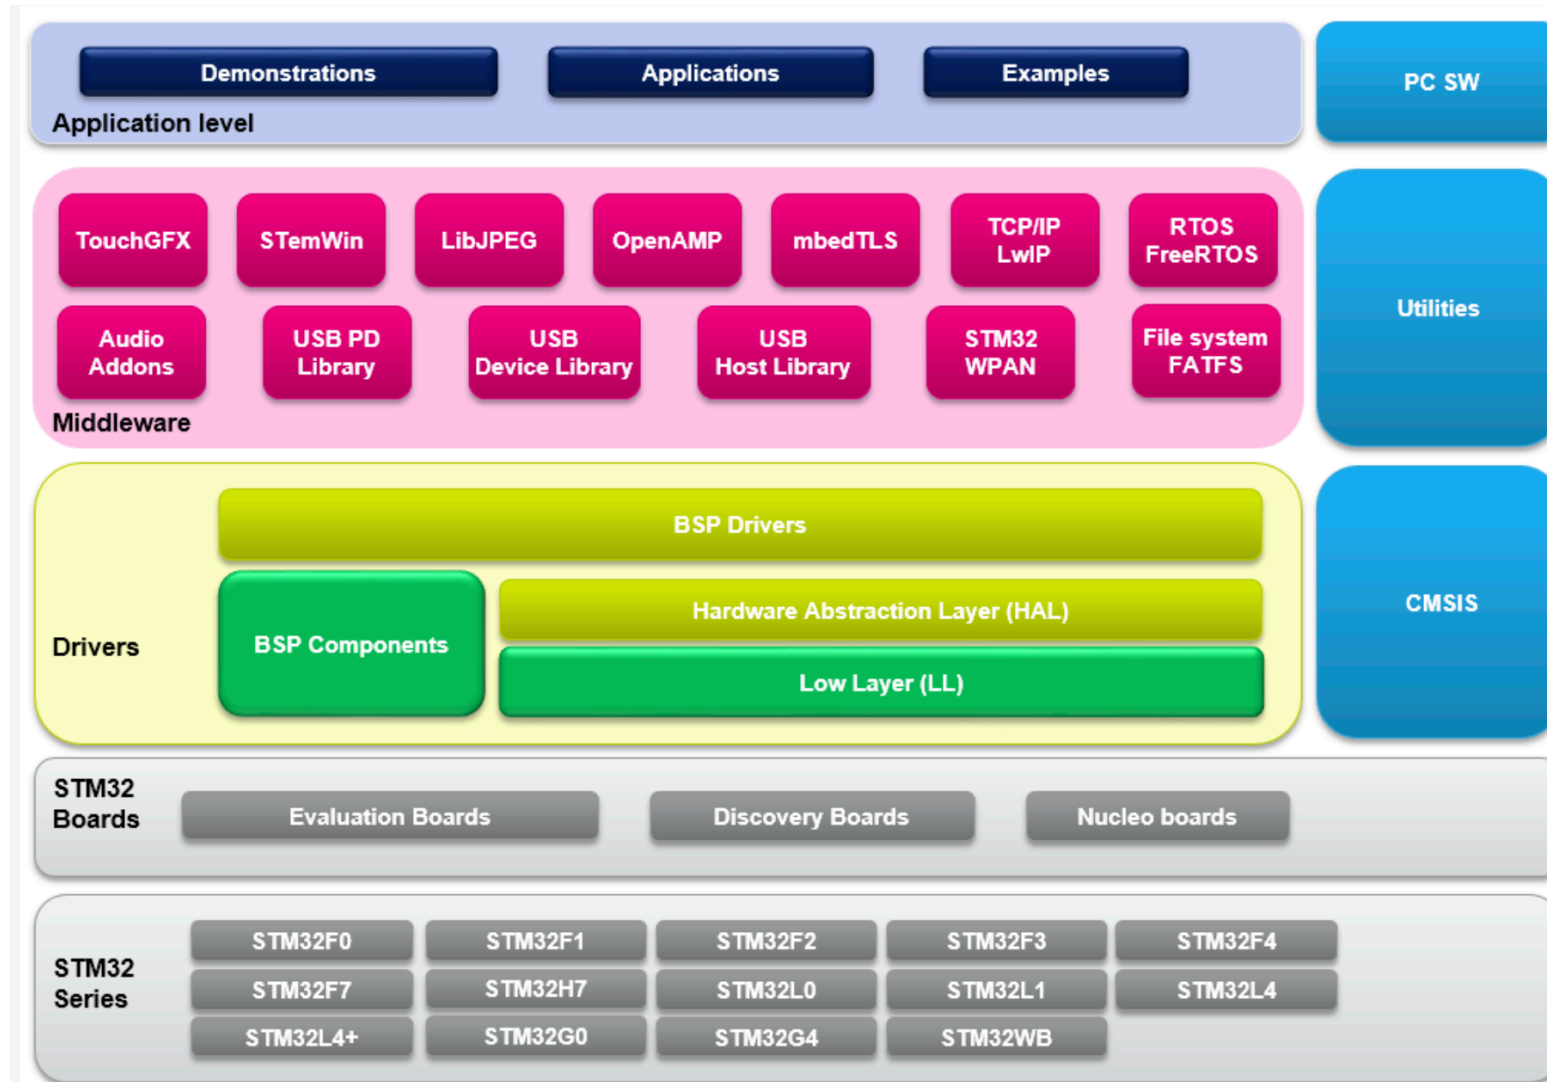 Demonstrations
Applications
Examples
PC SW
Application level
TouchGFX
STemWin
LibJPEG
OpenAMP
mbedTLS
TCP/IP
LwIP
RTOS
FreeRTOS
Utilities
Audio
Addons
USB PD
Library
USB
Device Library
USB
Host Library
STM32
WPAN
File system
FATFS
Middleware
BSP Drivers
Hardware Abstraction Layer (HAL)
CMSIS
Drivers
BSP Components
Low Layer (LL)
STM32
Boards
Evaluation Boards
Discovery Boards
Nucleo boards
STM32
Series
STM32F0
STM32F1
STM32F2
STM32F3
STM32F4
STM32F7
STM32H7
STM32L0
STM32L1
STM32L4
STM32L4+
STM32G0
STM32G4
STM32WB